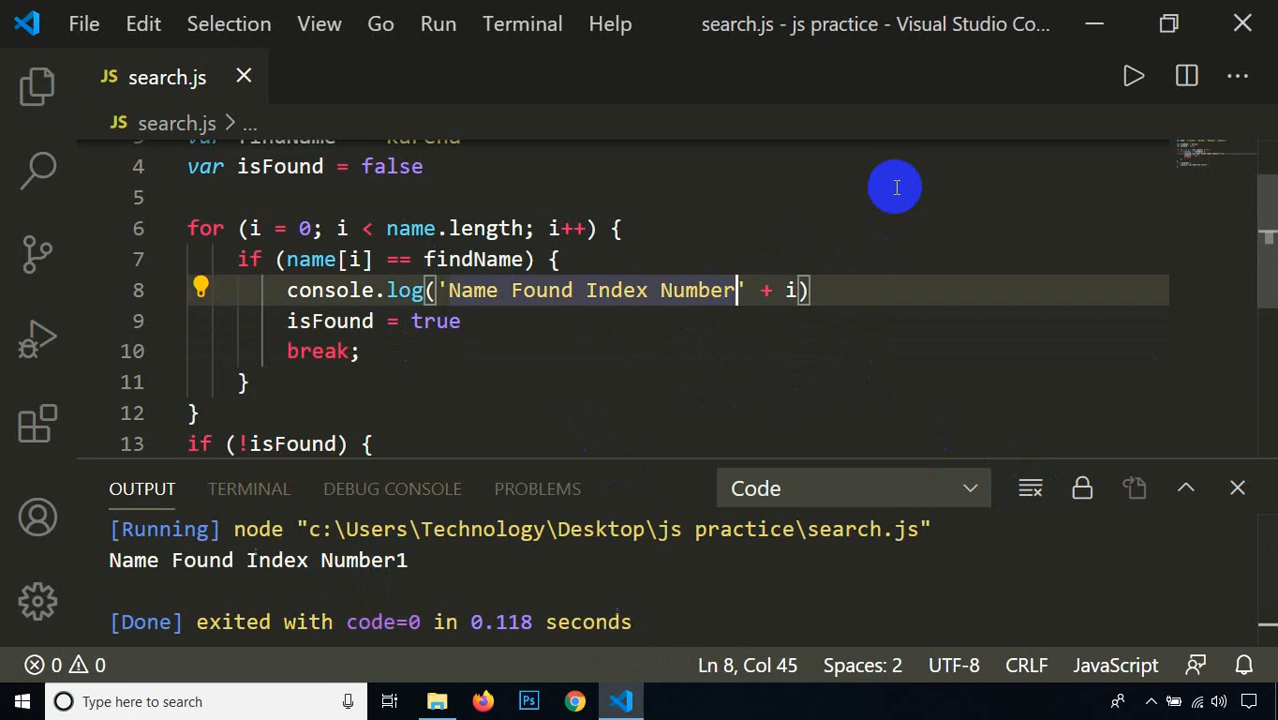 File Edit Selection View Go Run Terminal Help search.js - js practice - Visual Studio Co...
JS search.js
JS search.js > ...
4 var isFound = false
5
6 for (i = 0; i < name.length; i++) {
7 if (name[i] == findName) {
8 console.log('Name Found Index Number' + i)
9 isFound = true
10 break;
11 }
12 }
13 if (!isFound) {
OUTPUT TERMINAL DEBUG CONSOLE PROBLEMS Code
[Running] node "c:\Users\Technology\Desktop\js practice\search.js"
Name Found Index Number1
[Done] exited with code=0 in 0.118 seconds
0 0 Ln 8, Col 45 Spaces: 2 UTF-8 CRLF JavaScript
Type here to search Ps